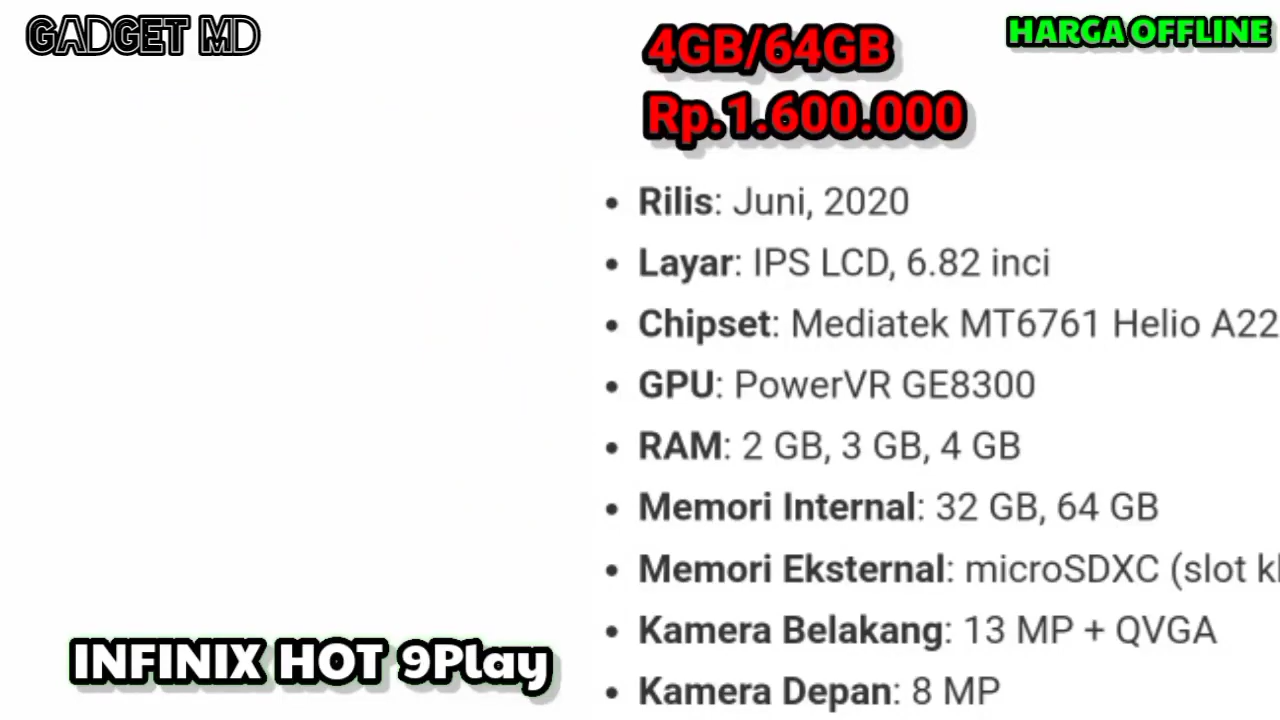 GADGET MD
HARGA OFFLINE
4GB/64GB
Rp.1.600.000
• Rilis: Juni, 2020
• Layar: IPS LCD, 6.82 inci
• Chipset: Mediatek MT6761 Helio A22
• GPU: PowerVR GE8300
• RAM: 2 GB, 3 GB, 4 GB
• Memori Internal: 32 GB, 64 GB
• Memori Eksternal: microSDXC (slot
• Kamera Belakang: 13 MP + QVGA
• Kamera Depan: 8 MP
INFINIX HOT 9Play